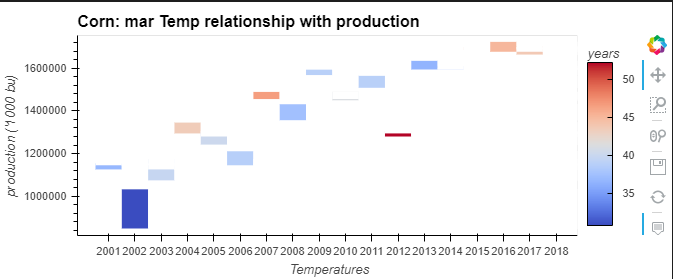 Corn: mar Temp relationship with production
years
production ('1000 bu)
1600000
1400000
1200000
1000000
50
45
40
35
2001 2002 2003 2004 2005 2006 2007 2008 2009 2010 2011 2012 2013 2014 2015 2016 2017 2018
Temperatures